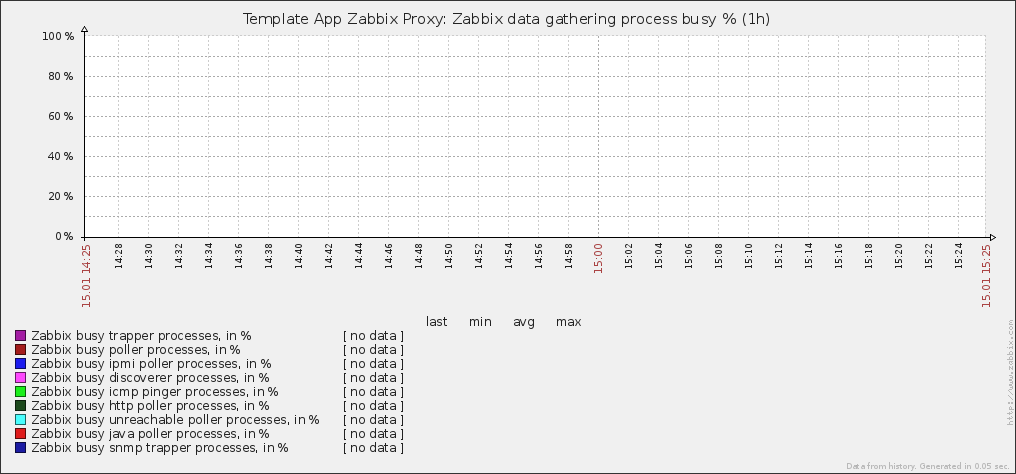 Template App Zabbix Proxy: Zabbix data gathering process busy % (1h)
100 %
80 %
60 %
40 %
20 %
0 %
15.01 14:25 14:28 14:30 14:32 14:34 14:36 14:38 14:40 14:42 14:44 14:46 14:48 14:50 14:52 14:54 14:56 14:58 15:00 15:02 15:04 15:06 15:08 15:10 15:12 15:14 15:16 15:18 15:20 15:22 15:24 15.01 15:25
last min avg max
Zabbix busy trapper processes, in % [ no data ]
Zabbix busy poller processes, in % [ no data ]
Zabbix busy ipmi poller processes, in % [ no data ]
Zabbix busy discoverer processes, in % [ no data ]
Zabbix busy icmp pinger processes, in % [ no data ]
Zabbix busy http poller processes, in % [ no data ]
Zabbix busy unreachable poller processes, in % [ no data ]
Zabbix busy java poller processes, in % [ no data ]
Zabbix busy snmp trapper processes, in % [ no data ]
http://www.zabbix.com
Data from history. Generated in 0.05 sec.